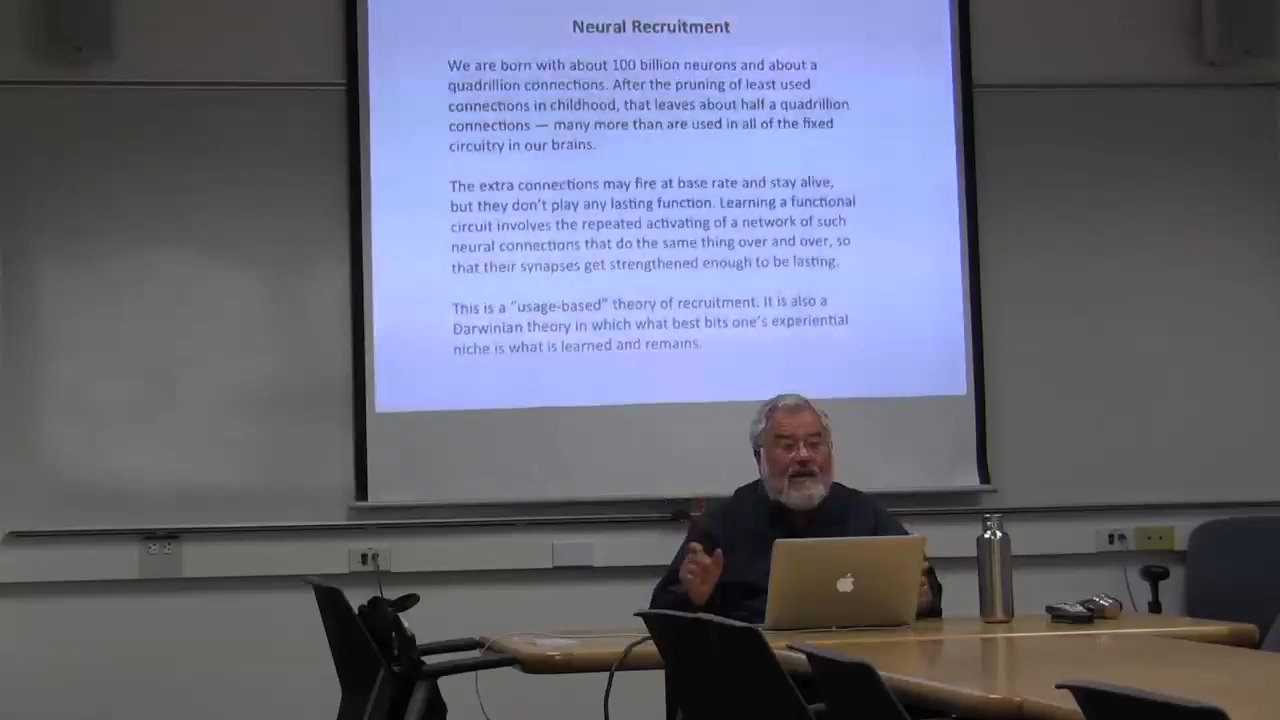 Neural Recruitment
We are born with about 100 billion neurons and about a
quadrillion connections. After the pruning of least used
connections in childhood, that leaves about half a quadrillion
connections — many more than are used in all of the fixed
circuitry in our brains.
The extra connections may fire at base rate and stay alive,
but they don't play any lasting function. Learning a functional
circuit involves the repeated activating of a network of such
neural connections that do the same thing over and over, so
that their synapses get strengthened enough to be lasting.
This is a "usage-based" theory of recruitment. It is also a
Darwinian theory in which what best bits one's experiential
niche is what is learned and remains.